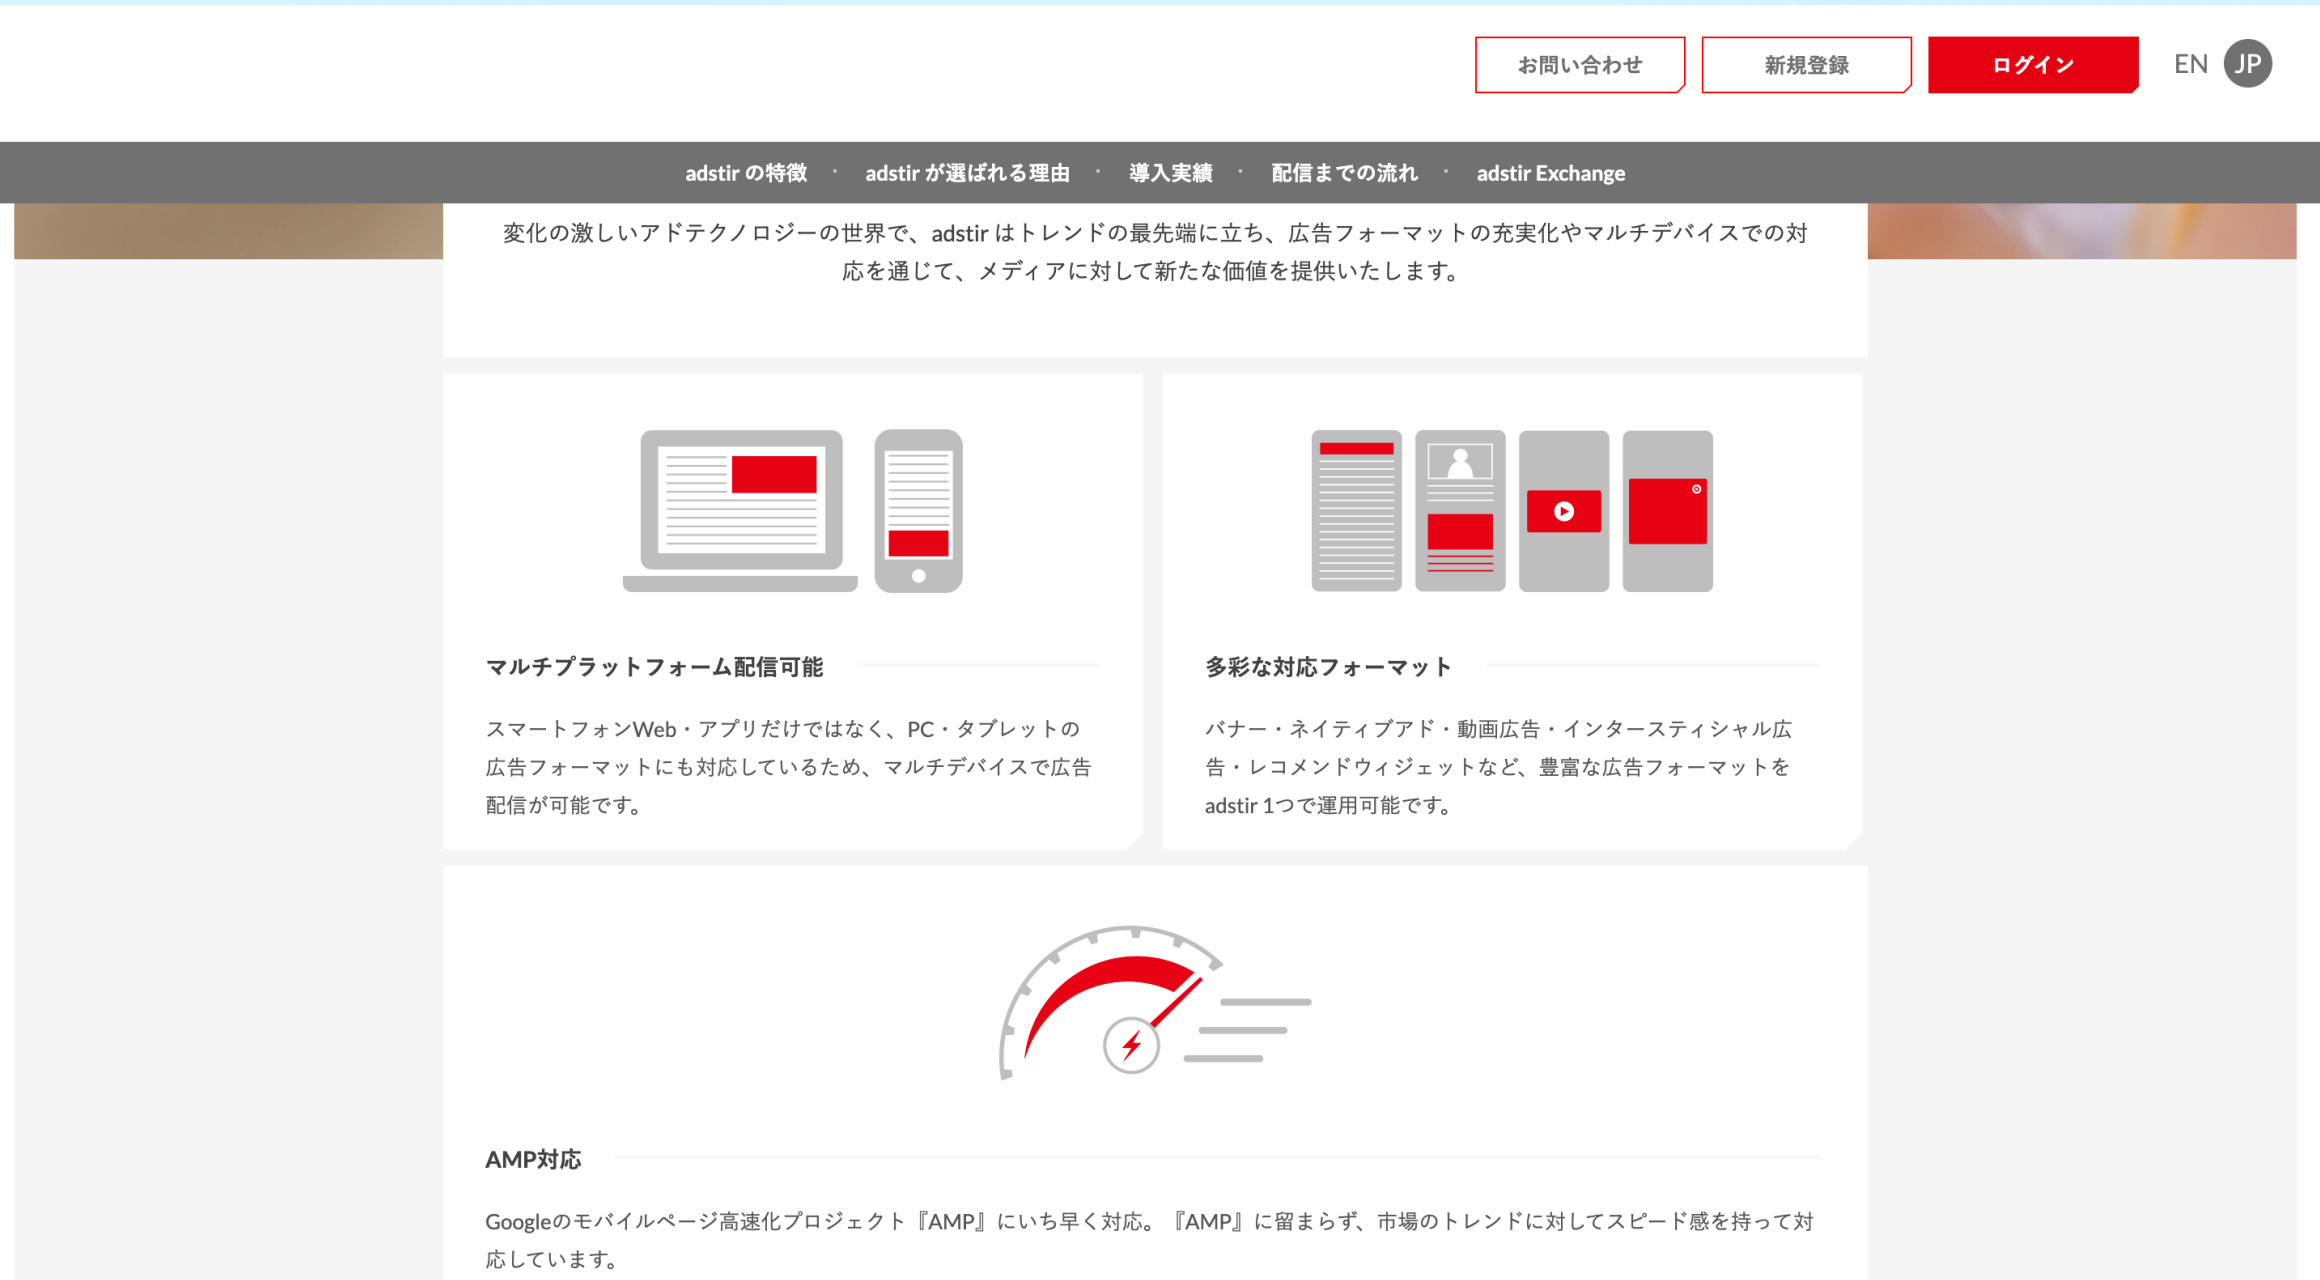 お問い合わせ
新規登録
ログイン
EN
JP
adstir の特徴 ・ adstir が選ばれる理由 ・ 導入実績 ・ 配信までの流れ ・ adstir Exchange
変化の激しいアドテクノロジーの世界で、adstir はトレンドの最先端に立ち、広告フォーマットの充実化やマルチデバイスでの対
応を通じて、メディアに対して新たな価値を提供いたします。
マルチプラットフォーム配信可能
スマートフォンWeb・アプリだけではなく、PC・タブレットの
広告フォーマットにも対応しているため、マルチデバイスで広告
配信が可能です。
多彩な対応フォーマット
バナー・ネイティブアド・動画広告・インタースティシャル広
告・レコメンドウィジェットなど、豊富な広告フォーマットを
adstir 1つで運用可能です。
AMP対応
Googleのモバイルページ高速化プロジェクト『AMP』にいち早く対応。『AMP』に留まらず、市場のトレンドに対してスピード感を持って対
応しています。